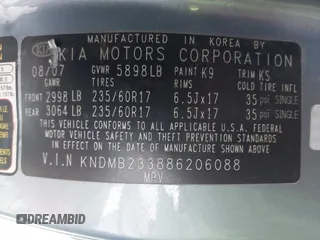 MANUFACTURED IN KOREA BY
KIA KIA MOTORS CORPORATION
08/07 GVWR 5898LB PAINT K9 TRIM KS
GAWR TIRES RIMS COLD TIRE INFL
FRONT 2998 LB 235/60R17 6.5Jx17 35 psi SINGLE
REAR 3064 LB 235/60R17 6.5Jx17 35 psi SINGLE
THIS VEHICLE CONFORMS TO ALL APPLICABLE U.S.A. FEDERAL
MOTOR VEHICLE SAFETY AND THEFT PREVENTION STANDARDS
IN EFFECT ON THE DATE OF MANUFACTURE SHOWN ABOVE
V.I.N KNDMB233886206088
MPV